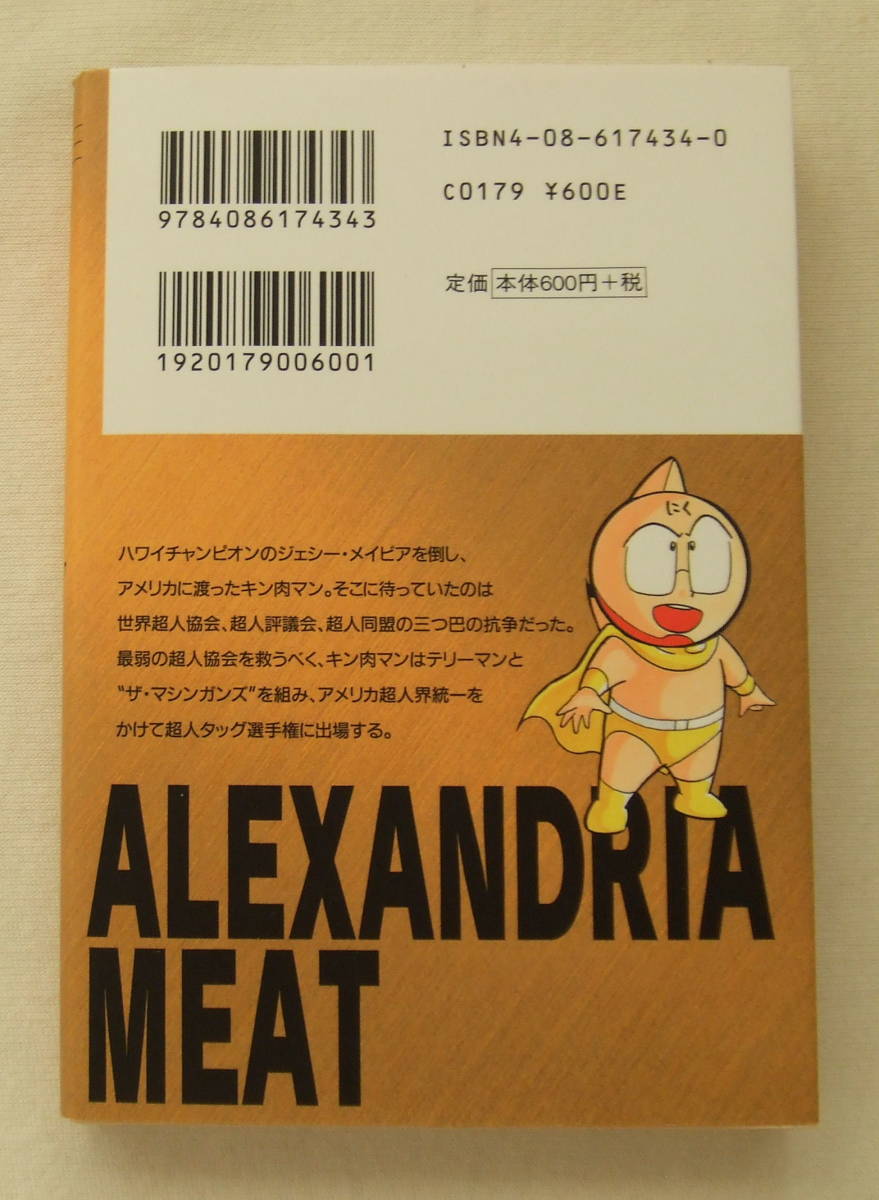 ISBN4-08-617434-0
9784086174343
C0179 ¥600E
定価 本体600円+税
1920179006001
にく
ハワイチャンピオンのジェシー・メイビアを倒し、
アメリカに渡ったキン肉マン。そこに待っていたのは
世界超人協会、超人評議会、超人同盟の三つ巴の抗争だった。
最弱の超人協会を救うべく、キン肉マンはテリーマンと
“ザ・マシンガンズ”を組み、アメリカ超人界統一を
かけて超人タッグ選手権に出場する。
ALEXANDRIA
MEAT